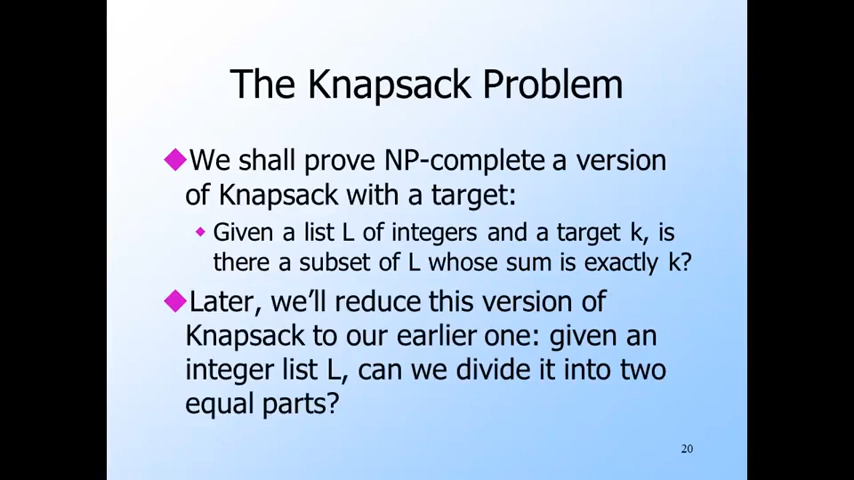 The Knapsack Problem
We shall prove NP-complete a version
of Knapsack with a target:
Given a list L of integers and a target k, is
there a subset of L whose sum is exactly k?
Later, we’ll reduce this version of
Knapsack to our earlier one: given an
integer list L, can we divide it into two
equal parts?
20